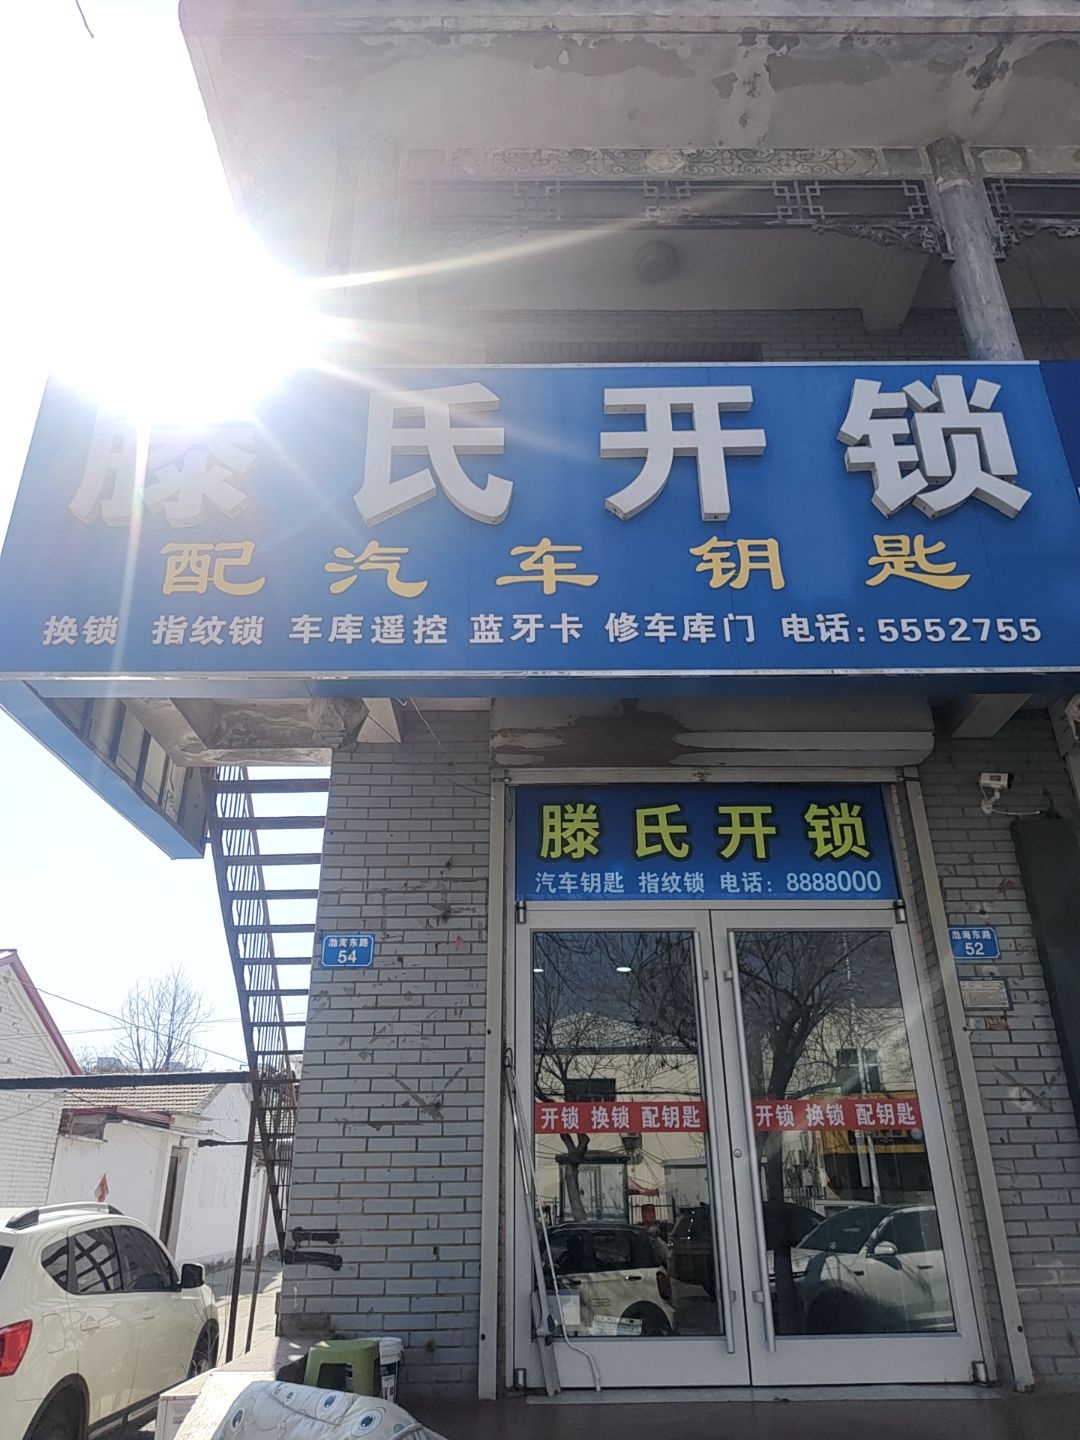 滕氏开锁
配汽车钥匙
换锁 指纹锁 车库遥控 蓝牙卡 修车库门 电话:5552755
滕氏开锁
汽车钥匙 指纹锁 电话: 8888000
渤海东路
54
渤海东路
52
开锁 换锁 配钥匙
开锁 换锁 配钥匙